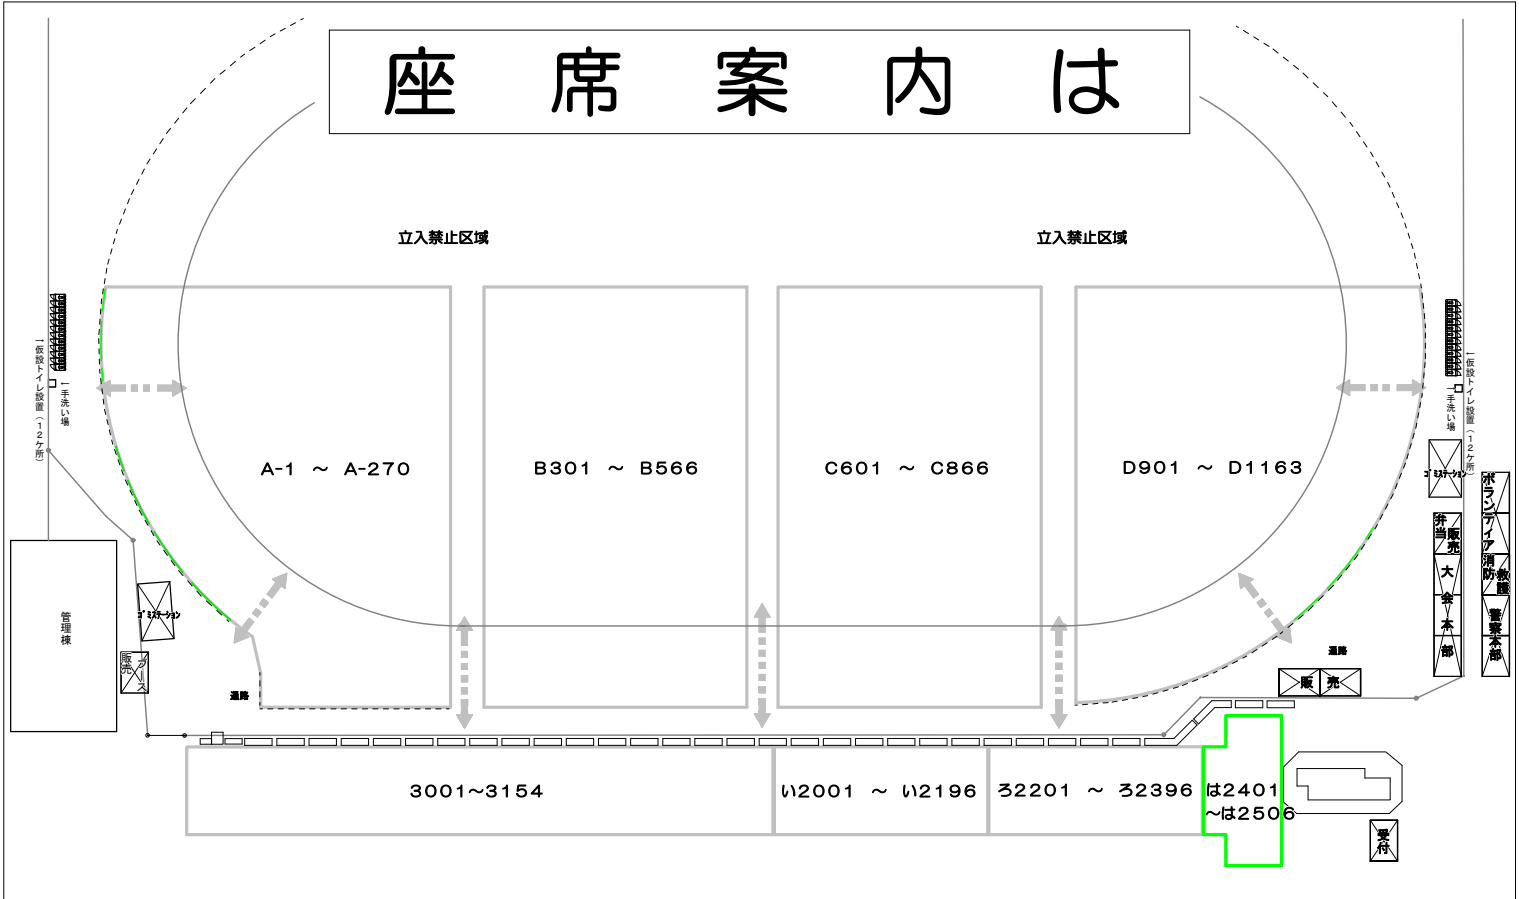 座席案内は
立入禁止区域
立入禁止区域
↑仮設トイレ設置(12ケ所)
↑手洗い場
↑仮設トイレ設置(12ケ所)
↑手洗い場
A-1 ～ A-270
B301 ～ B566
C601 ～ C866
D901 ～ D1163
ゴミステーション
ボランティア
弁当販売
消防救護
大会本部
警察本部
管理棟
ゴミステーション
販売ブース
通路
通路
販売
3001～3154
い2001 ～ い2196
ろ2201 ～ ろ2396
は2401
～は2506
受付